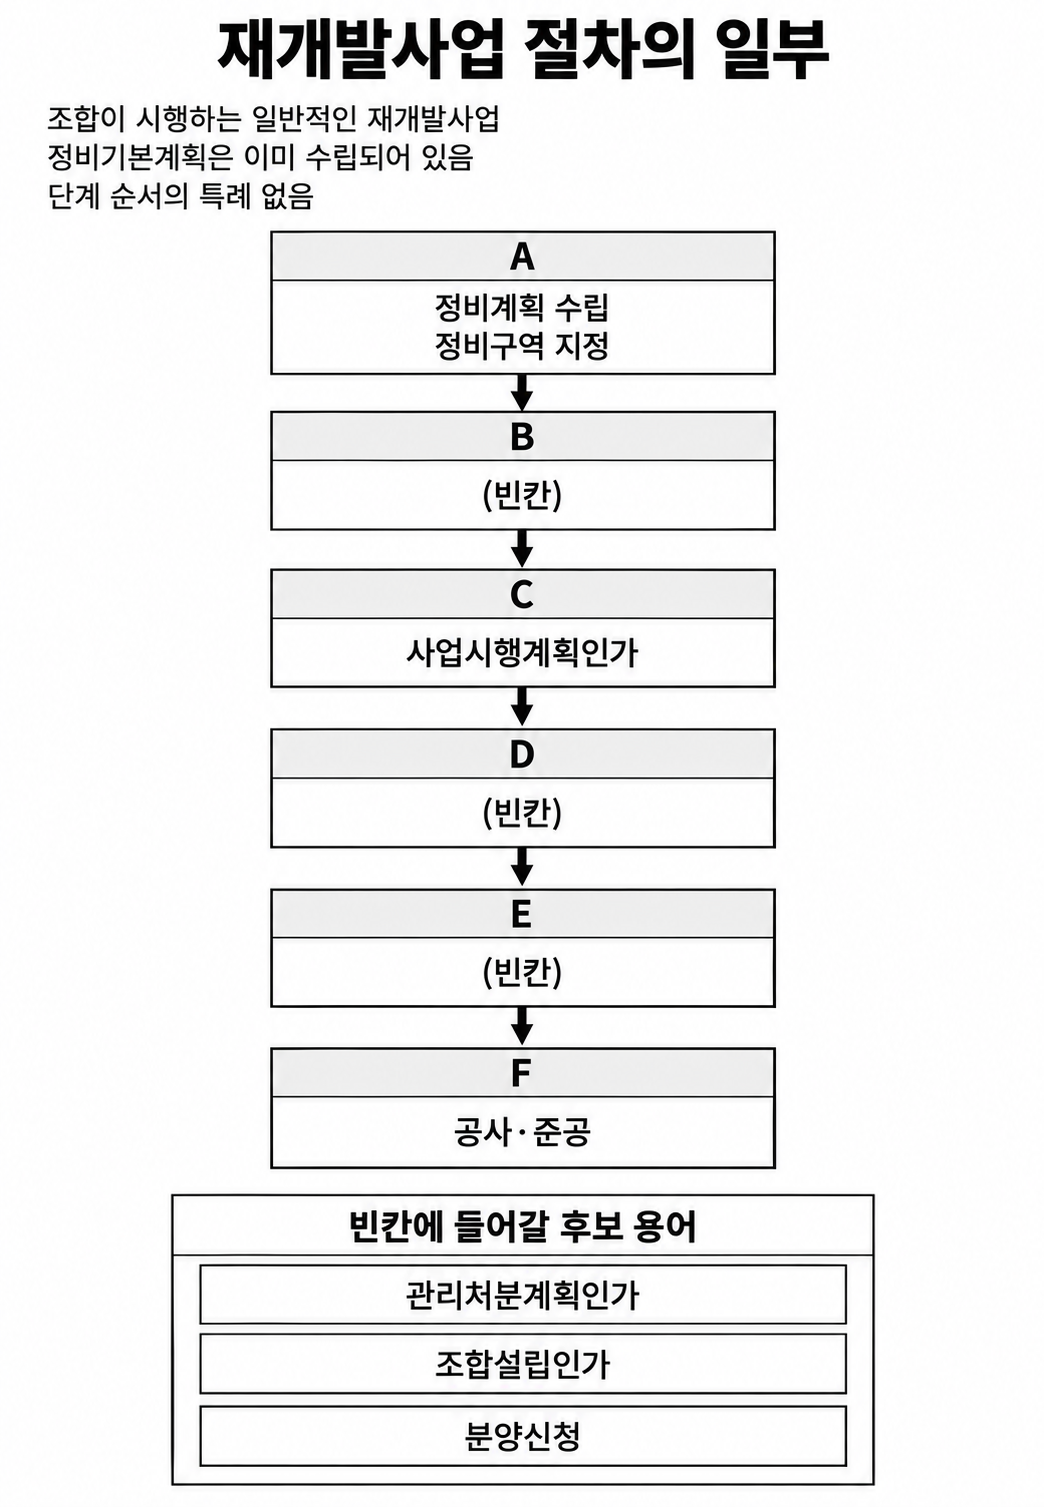 재개발사업 절차의 일부
조합이 시행하는 일반적인 재개발사업
정비기본계획은 이미 수립되어 있음
단계 순서의 특례 없음
A
정비계획 수립
정비구역 지정
B
(빈칸)
C
사업시행계획인가
D
(빈칸)
E
(빈칸)
F
공사·준공
빈칸에 들어갈 후보 용어
관리처분계획인가
조합설립인가
분양신청